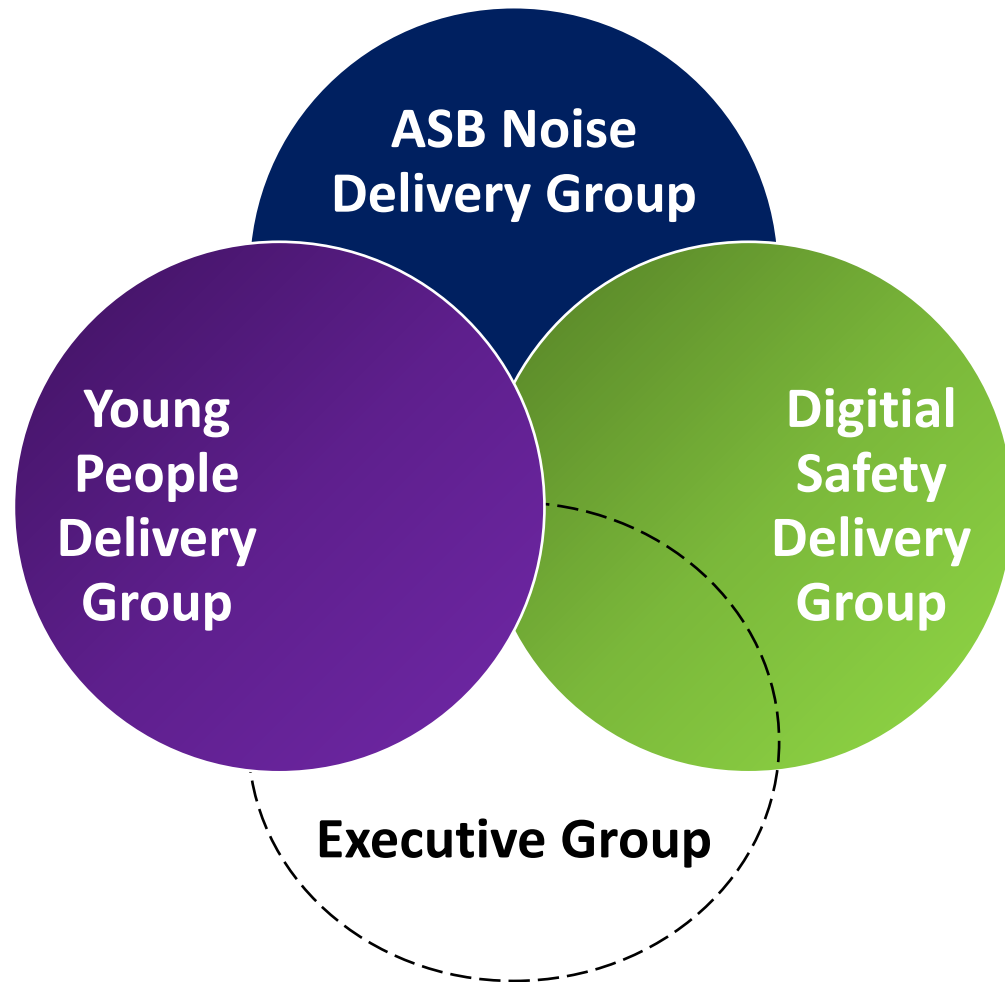 ASB Noise
Delivery Group
Young
People
Delivery
Group
Digitial
Safety
Delivery
Group
Executive Group